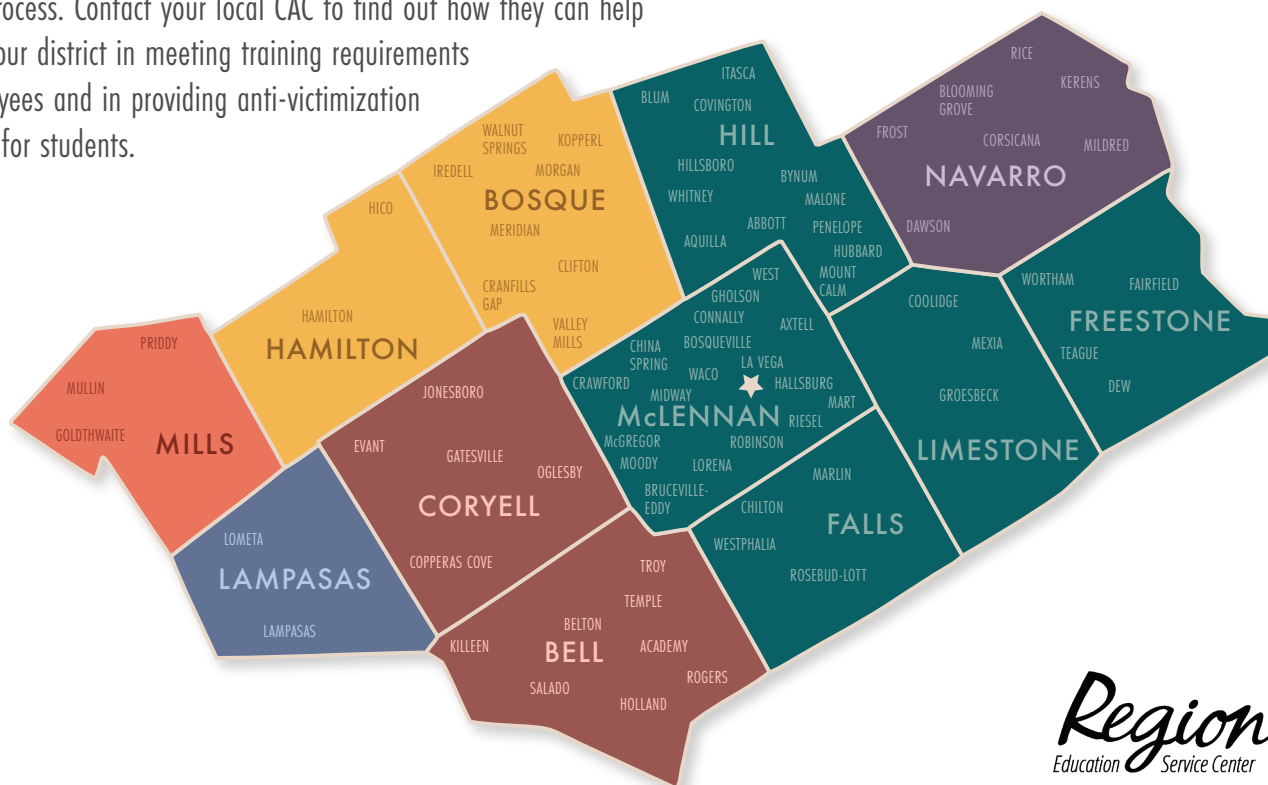 rocess. Contact your local CAC to find out how they can help
our district in meeting training requirements
yees and in providing anti-victimization
for students.
RICE
KERENS
BLOOMING
GROVE
FROST
CORSICANA
MILDRED
NAVARRO
DAWSON
ITASCA
BLUM
COVINGTON
HILL
HILLSBORO
BYNUM
WHITNEY
MALONE
ABBOTT
PENELOPE
AQUILLA
HUBBARD
MOUNT
CALM
WALNUT
SPRINGS
KOPPERL
IREDELL
MORGAN
BOSQUE
MERIDIAN
CLIFTON
CRANFILLS
GAP
VALLEY
MILLS
HICO
HAMILTON
HAMILTON
PRIDDY
MULLIN
GOLDTHWAITE
MILLS
WEST
GHOLSON
CONNALLY
AXTELL
CHINA
SPRING
BOSQUEVILLE
LA VEGA
WACO
CRAWFORD
HALLSBURG
MIDWAY
MART
McLENNAN
RIESEL
McGREGOR
ROBINSON
MOODY
LORENA
BRUCEVILLE-
EDDY
WORTHAM
FAIRFIELD
FREESTONE
TEAGUE
DEW
COOLIDGE
MEXIA
GROESBECK
LIMESTONE
MARLIN
CHILTON
FALLS
WESTPHALIA
ROSEBUD-LOTT
JONESBORO
EVANT
GATESVILLE
OGLESBY
CORYELL
COPPERAS COVE
LOMETA
LAMPASAS
LAMPASAS
TROY
TEMPLE
BELTON
KILLEEN
BELL
ACADEMY
ROGERS
SALADO
HOLLAND
Region
Education Service Center